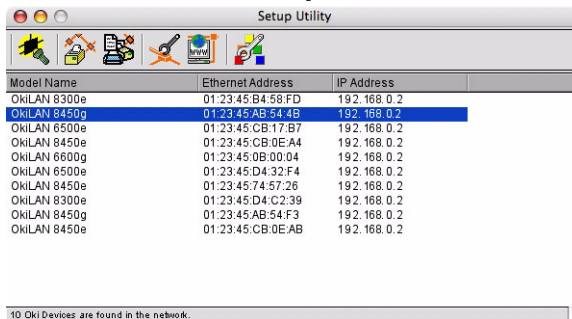 Setup Utility
WWW
Model Name Ethernet Address IP Address
OkiLAN 8300e 01:23:45:B4:58:FD 192.168.0.2
OkiLAN 8450g 01:23:45:AB:54:4B 192.168.0.2
OkiLAN 6500e 01:23:45:CB:17:B7 192.168.0.2
OkiLAN 8450e 01:23:45:CB:0E:A4 192.168.0.2
OkiLAN 6600g 01:23:45:0B:00:04 192.168.0.2
OkiLAN 6500e 01:23:45:D4:32:F4 192.168.0.2
OkiLAN 8450e 01:23:45:74:57:26 192.168.0.2
OkiLAN 8300e 01:23:45:D4:C2:39 192.168.0.2
OkiLAN 8450g 01:23:45:AB:54:F3 192.168.0.2
OkiLAN 8450e 01:23:45:CB:0E:AB 192.168.0.2
10 Oki Devices are found in the network.